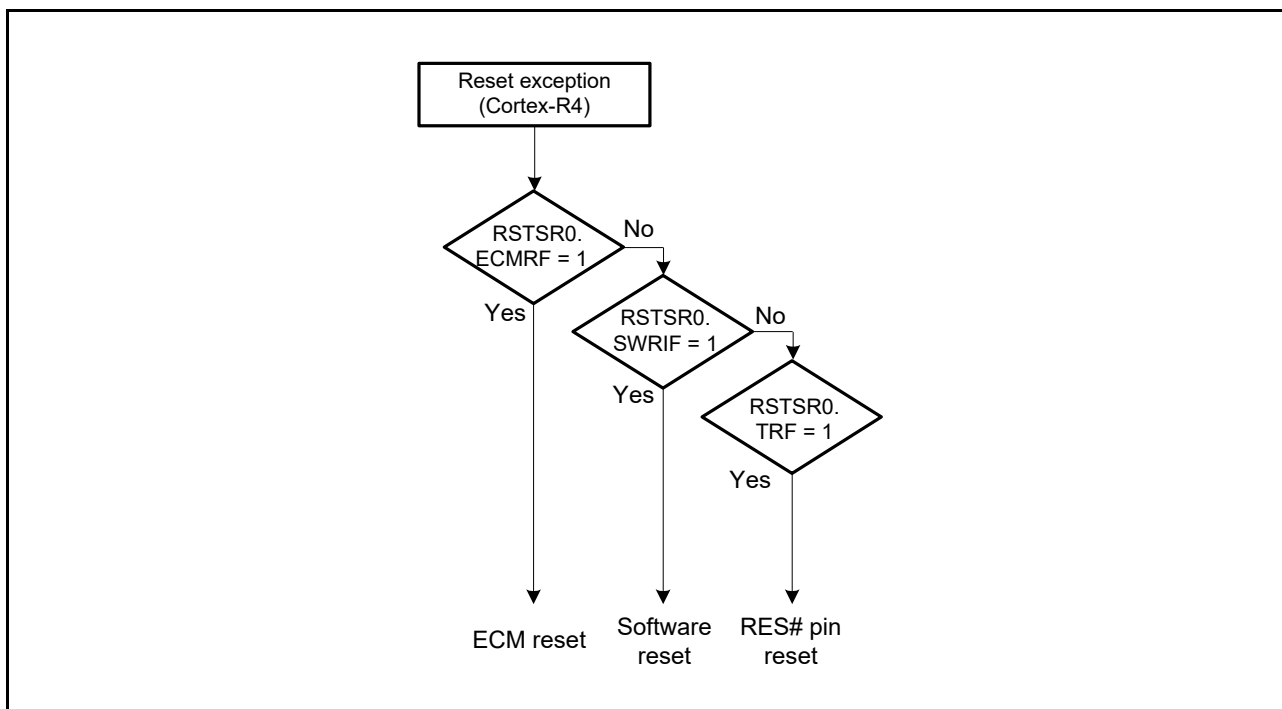 Reset exception
(Cortex-R4)
RSTSR0.
ECMRF = 1
No
Yes
RSTSR0.
SWRIF = 1
No
Yes
RSTSR0.
TRF = 1
Yes
ECM reset
Software
reset
RES# pin
reset